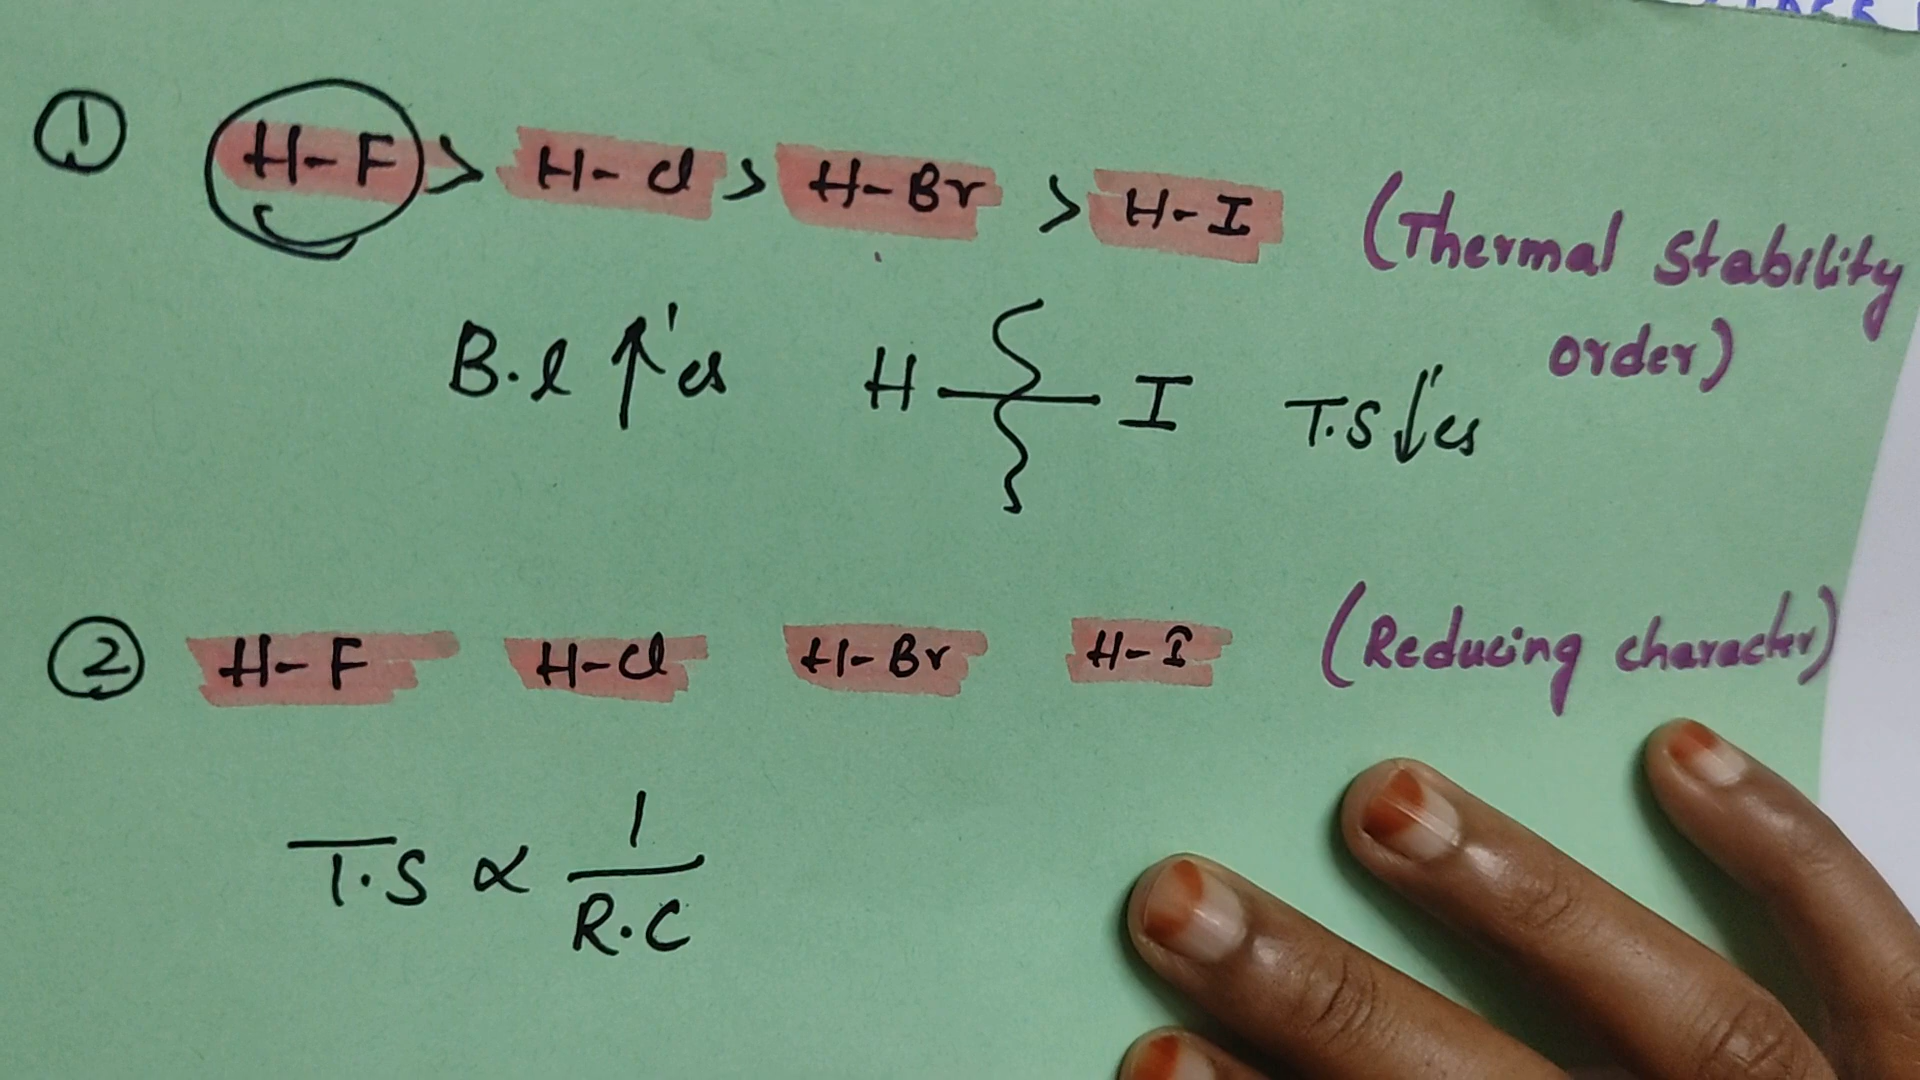 ① H-F > H-Cl > H-Br > H-I (Thermal Stability
order)
B.l ↑'es H—I T.S ↓'es
② H-F H-Cl H-Br H-I (Reducing character)
T.S ∝ 1/R.C